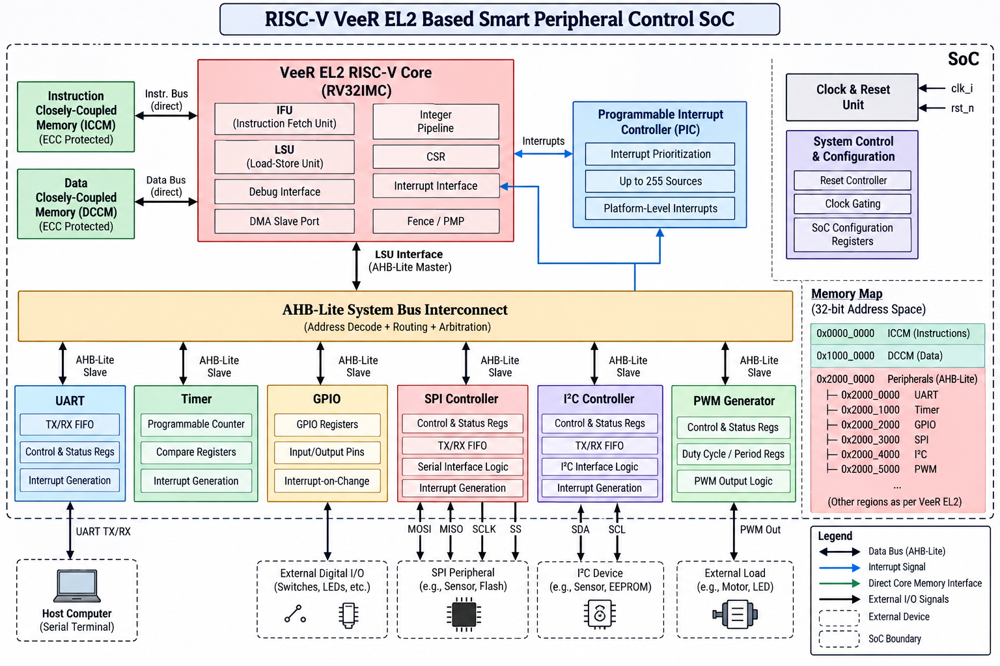 RISC-V VeeR EL2 Based Smart Peripheral Control SoC
SoC
Instruction
Closely-Coupled
Memory (ICCM)
(ECC Protected)
Instr. Bus
(direct)
Data
Closely-Coupled
Memory (DCCM)
(ECC Protected)
Data Bus
(direct)
VeeR EL2 RISC-V Core
(RV32IMC)
IFU
(Instruction Fetch Unit)
LSU
(Load-Store Unit)
Debug Interface
DMA Slave Port
Integer
Pipeline
CSR
Interrupt Interface
Fence / PMP
Interrupts
Programmable Interrupt
Controller (PIC)
Interrupt Prioritization
Up to 255 Sources
Platform-Level Interrupts
Clock & Reset
Unit
clk_i
rst_n
System Control
& Configuration
Reset Controller
Clock Gating
SoC Configuration
Registers
LSU Interface
(AHB-Lite Master)
AHB-Lite System Bus Interconnect
(Address Decode + Routing + Arbitration)
AHB-Lite
Slave
AHB-Lite
Slave
AHB-Lite
Slave
AHB-Lite
Slave
AHB-Lite
Slave
AHB-Lite
Slave
UART
TX/RX FIFO
Control & Status Regs
Interrupt Generation
Timer
Programmable Counter
Compare Registers
Interrupt Generation
GPIO
GPIO Registers
Input/Output Pins
Interrupt-on-Change
SPI Controller
Control & Status Regs
TX/RX FIFO
Serial Interface Logic
Interrupt Generation
I²C Controller
Control & Status Regs
TX/RX FIFO
I²C Interface Logic
Interrupt Generation
PWM Generator
Control & Status Regs
Duty Cycle / Period Regs
PWM Output Logic
Memory Map
(32-bit Address Space)
0x0000_0000 ICCM (Instructions)
0x1000_0000 DCCM (Data)
0x2000_0000 Peripherals (AHB-Lite)
├─ 0x2000_0000 UART
├─ 0x2000_1000 Timer
├─ 0x2000_2000 GPIO
├─ 0x2000_3000 SPI
├─ 0x2000_4000 I²C
├─ 0x2000_5000 PWM
...
(Other regions as per VeeR EL2)
UART TX/RX
MOSI MISO SCLK SS
SDA SCL
PWM Out
Host Computer
(Serial Terminal)
External Digital I/O
(Switches, LEDs, etc.)
SPI Peripheral
(e.g., Sensor, Flash)
I²C Device
(e.g., Sensor, EEPROM)
External Load
(e.g., Motor, LED)
Legend
Data Bus (AHB-Lite)
Interrupt Signal
Direct Core Memory Interface
External I/O Signals
External Device
SoC Boundary